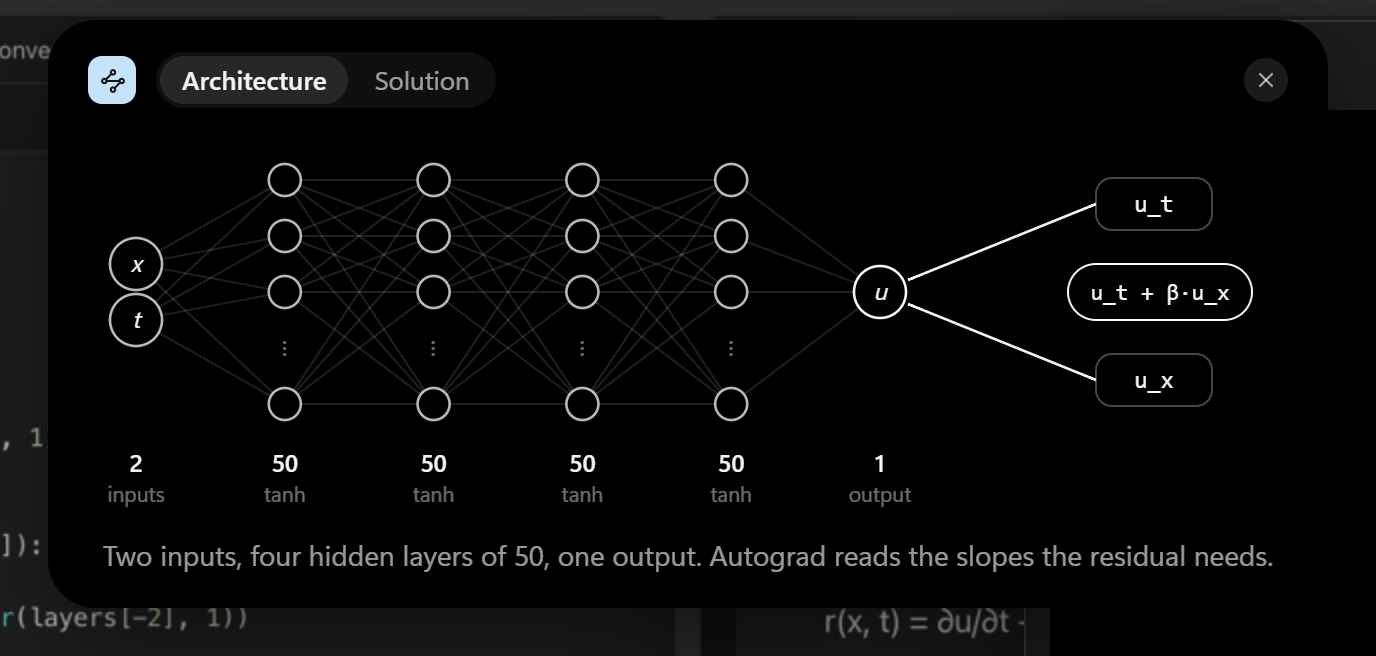 onve
Architecture
Solution
x
t
u
u_t
u_t + β·u_x
u_x
2
inputs
50
tanh
50
tanh
50
tanh
50
tanh
1
output
Two inputs, four hidden layers of 50, one output. Autograd reads the slopes the residual needs.
, 1
]):
r(layers[-2], 1))
r(x, t) = ∂u/∂t